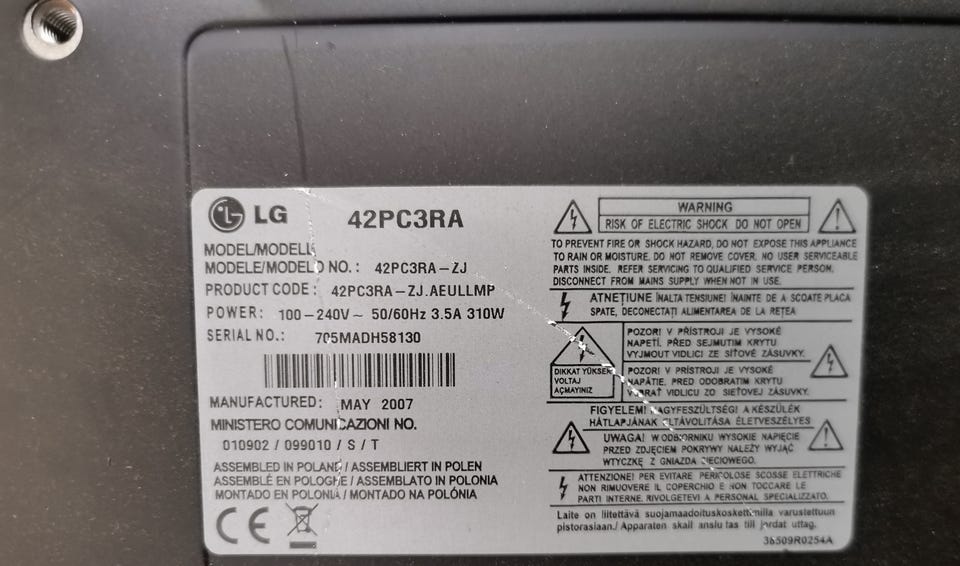 LG 42PC3RA
MODEL/MODELL
MODELE/MODELO NO.: 42PC3RA-ZJ
PRODUCT CODE: 42PC3RA-ZJ.AEULLMP
POWER: 100-240V~ 50/60Hz 3.5A 310W
SERIAL NO.: 705MADH58130
MANUFACTURED: MAY 2007
MINISTERO COMUNICAZIONI NO.
010902 / 099010 / S / T
ASSEMBLED IN POLAND / ASSEMBLIERT IN POLEN
ASSEMBLÉ EN POLOGNE / ASSEMBLATO IN POLONIA
MONTADO EN POLONIA / MONTADO NA POLÓNIA
CE
WARNING
RISK OF ELECTRIC SHOCK DO NOT OPEN
TO PREVENT FIRE OR SHOCK HAZARD, DO NOT EXPOSE THIS APPLIANCE
TO RAIN OR MOISTURE. DO NOT REMOVE COVER. NO USER SERVICEABLE
PARTS INSIDE. REFER SERVICING TO QUALIFIED SERVICE PERSON.
DISCONNECT FROM MAINS SUPPLY WHEN NOT IN USE.
ATNEȚIUNE ÎNALTA TENSIUNE! ÎNAINTE DE A SCOATE PLACA
SPATE, DECONECTAȚI ALIMENTAREA DE LA REȚEA
DIKKAT YÜKSEK
VOLTAJ
AÇMAYINIZ
POZOR! V PŘÍSTROJI JE VYSOKÉ
NAPETÍ. PŘED SEJMUTIM KRYTU
VYJMOUT VIDLICI ZE SÍŤOVÉ ZÁSUVKY.
POZOR! V PRÍSTROJI JE VYSOKÉ
NAPÄTIE. PRED ODOBRATIM KRYTU
VYBRAŤ VIDLICU ZO SIEŤOVEJ ZÁSUVKY.
FIGYELEM! NAGYFESZÜLTSÉG! A KÉSZÜLÉK
HÁTLAPJÁNAK ELTÁVOLITÁSA ÉLETVESZÉLYES
UWAGA! W ODBIORNIKU WYSOKIE NAPIĘCIE
PRZED ZDJĘCIEM POKRYWY NALEŻY WYJĄĆ
WTYCZKĘ Z GNIAZDA SIECIOWEGO.
ATTENZIONE! PER EVITARE PERICOLOSE SCOSSE ELETTRICHE
NON RIMUOVERE IL COPERCHIO E NON TOCCARE LE
PARTI INTERNE. RIVOLGETEVI A PERSONAL SPECIALIZZATO.
Laite on liitettävä suojamaadoituskoskettimilla varustettuun
pistorasiaan./ Apparaten skall anslutas till jordat uttag.
38509R0254A